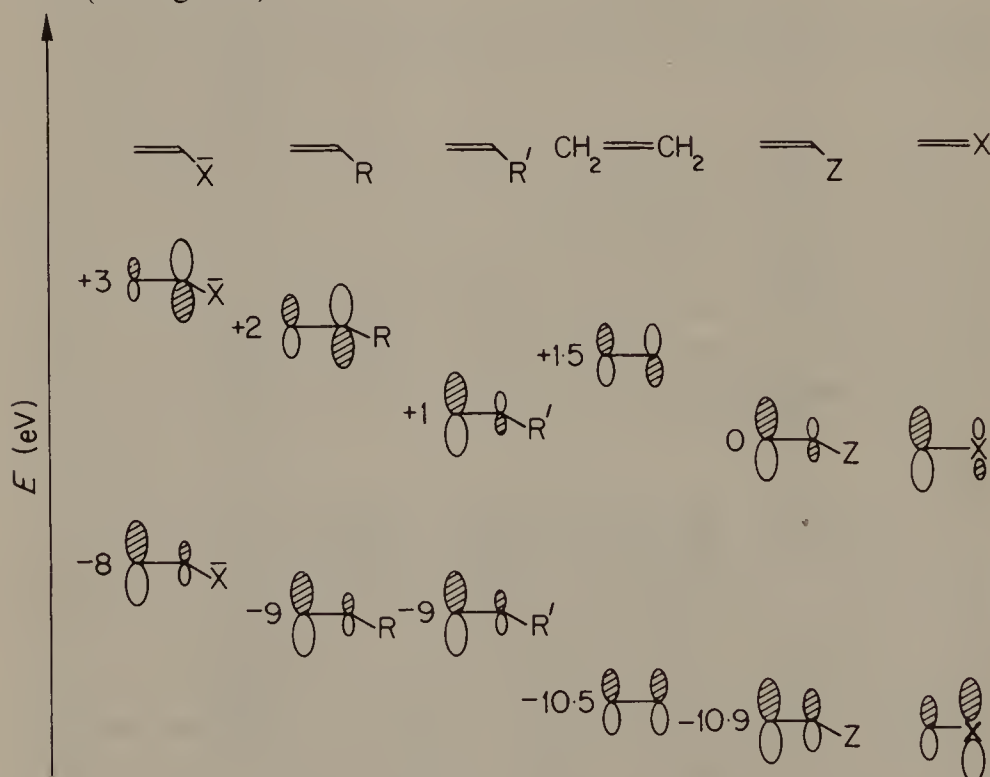 X̄ R R′ CH₂=CH₂ Z X
+3 X̄
+2 R
+1·5
+1 R′
0 Z X
E (eV)
−8 X̄
−9 R −9 R′
−10·5 −10·9 Z X